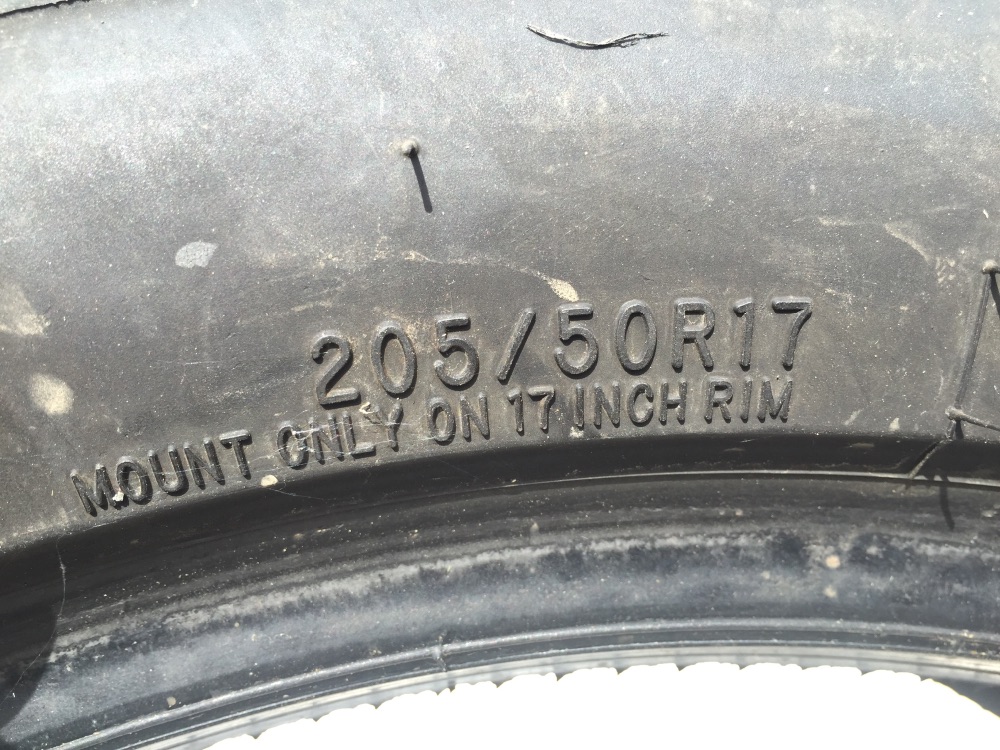 205/50R17
MOUNT ONLY ON 17 INCH RIM